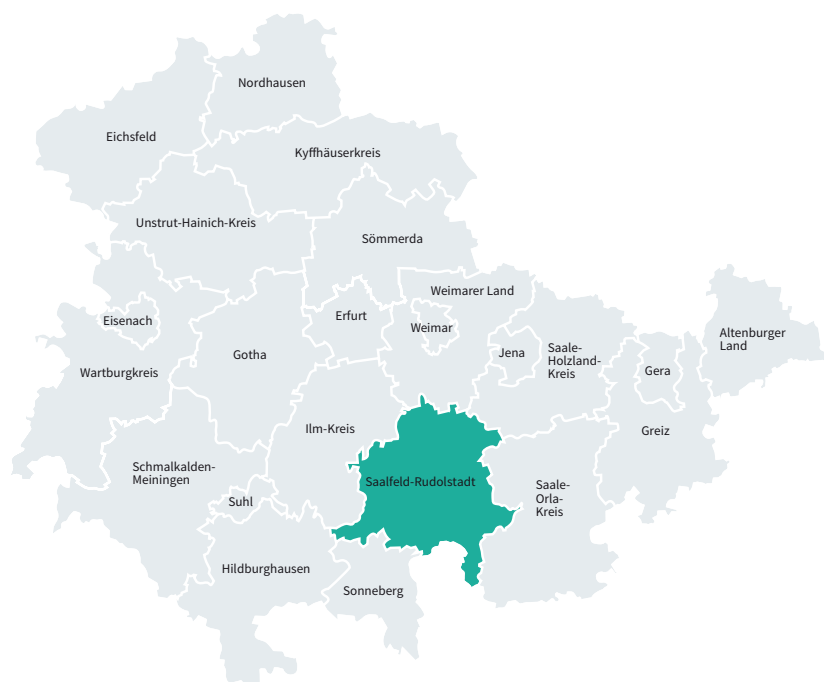 Nordhausen
Eichsfeld
Kyffhäuserkreis
Unstrut-Hainich-Kreis
Sömmerda
Weimarer Land
Eisenach
Erfurt
Weimar
Altenburger
Land
Gotha
Jena
Saale-
Holzland-
Kreis
Wartburgkreis
Gera
Ilm-Kreis
Greiz
Schmalkalden-
Meiningen
Saalfeld-Rudolstadt
Saale-
Orla-
Kreis
Suhl
Hildburghausen
Sonneberg